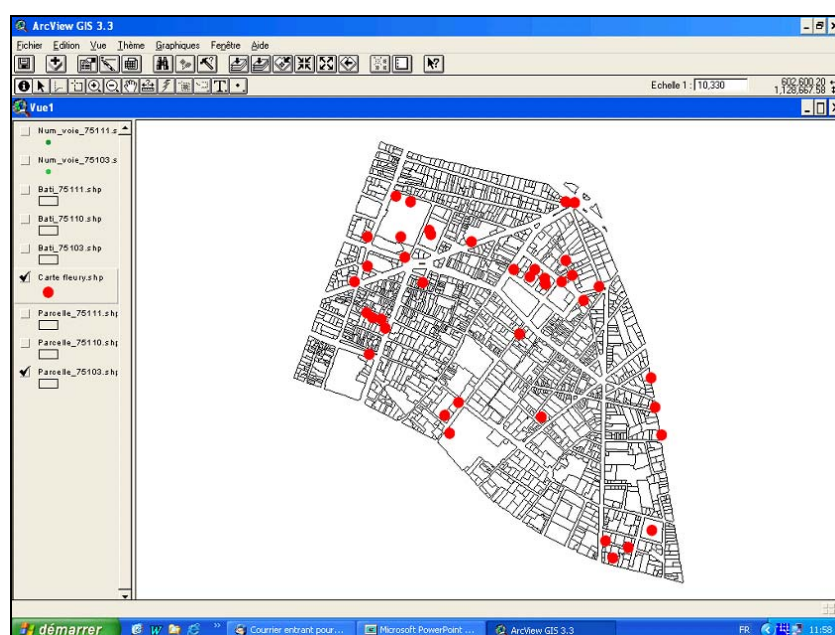 ArcView GIS 3.3
Fichier Edition Vue Thème Graphiques Fenêtre Aide
Echelle 1 : 10,330
602,600.20
1,128,667.58
Vue1
Num_voie_75111.s
Num_voie_75103.s
Bati_75111.shp
Bati_75110.shp
Bati_75103.shp
Carte fleury.shp
Parcelle_75111.shp
Parcelle_75110.shp
Parcelle_75103.shp
démarrer
Courrier entrant pour...
Microsoft PowerPoint ...
ArcView GIS 3.3
FR
11:58